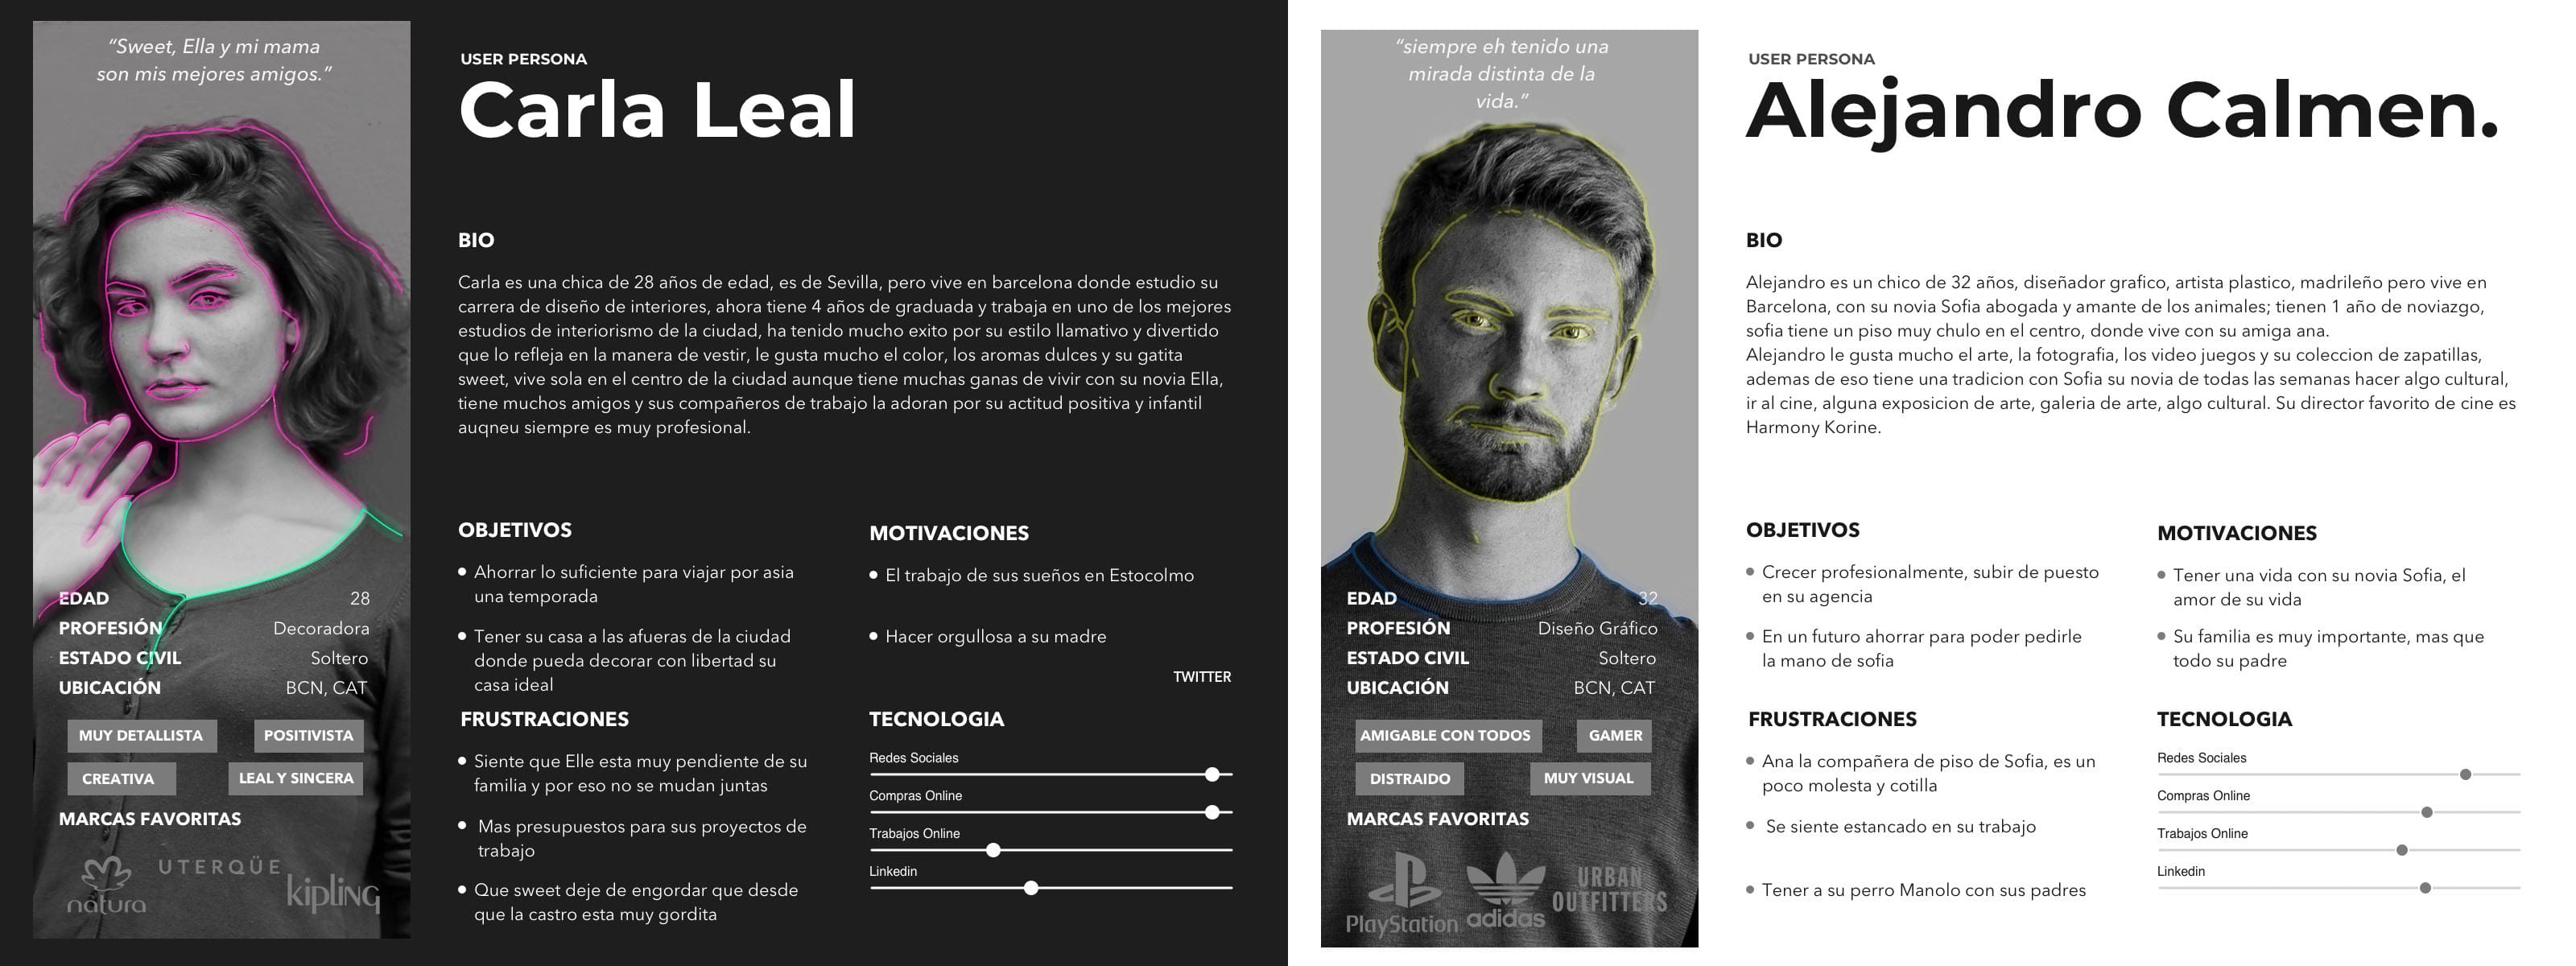 “Sweet, Ella y mi mama
son mis mejores amigos.”
EDAD 28
PROFESIÓN Decoradora
ESTADO CIVIL Soltero
UBICACIÓN BCN, CAT
MUY DETALLISTA POSITIVISTA
CREATIVA LEAL Y SINCERA
MARCAS FAVORITAS
natura UTERQÜE kipling
USER PERSONA
Carla Leal
BIO
Carla es una chica de 28 años de edad, es de Sevilla, pero vive en barcelona donde estudio su
carrera de diseño de interiores, ahora tiene 4 años de graduada y trabaja en uno de los mejores
estudios de interiorismo de la ciudad, ha tenido mucho exito por su estilo llamativo y divertido
que lo refleja en la manera de vestir, le gusta mucho el color, los aromas dulces y su gatita
sweet, vive sola en el centro de la ciudad aunque tiene muchas ganas de vivir con su novia Ella,
tiene muchos amigos y sus compañeros de trabajo la adoran por su actitud positiva y infantil
auqneu siempre es muy profesional.
OBJETIVOS
• Ahorrar lo suficiente para viajar por asia
una temporada
• Tener su casa a las afueras de la ciudad
donde pueda decorar con libertad su
casa ideal
MOTIVACIONES
• El trabajo de sus sueños en Estocolmo
• Hacer orgullosa a su madre
TWITTER
FRUSTRACIONES
• Siente que Elle esta muy pendiente de su
familia y por eso no se mudan juntas
• Mas presupuestos para sus proyectos de
trabajo
• Que sweet deje de engordar que desde
que la castro esta muy gordita
TECNOLOGIA
Redes Sociales
Compras Online
Trabajos Online
Linkedin
“siempre eh tenido una
mirada distinta de la
vida.”
EDAD 32
PROFESIÓN Diseño Gráfico
ESTADO CIVIL Soltero
UBICACIÓN BCN, CAT
AMIGABLE CON TODOS GAMER
DISTRAIDO MUY VISUAL
MARCAS FAVORITAS
PlayStation adidas URBAN
OUTFITTERS
USER PERSONA
Alejandro Calmen.
BIO
Alejandro es un chico de 32 años, diseñador grafico, artista plastico, madrileño pero vive en
Barcelona, con su novia Sofia abogada y amante de los animales; tienen 1 año de noviazgo,
sofia tiene un piso muy chulo en el centro, donde vive con su amiga ana.
Alejandro le gusta mucho el arte, la fotografia, los video juegos y su coleccion de zapatillas,
ademas de eso tiene una tradicion con Sofia su novia de todas las semanas hacer algo cultural,
ir al cine, alguna exposicion de arte, galeria de arte, algo cultural. Su director favorito de cine es
Harmony Korine.
OBJETIVOS
• Crecer profesionalmente, subir de puesto
en su agencia
• En un futuro ahorrar para poder pedirle
la mano de sofia
MOTIVACIONES
• Tener una vida con su novia Sofia, el
amor de su vida
• Su familia es muy importante, mas que
todo su padre
FRUSTRACIONES
• Ana la compañera de piso de Sofia, es un
poco molesta y cotilla
• Se siente estancado en su trabajo
• Tener a su perro Manolo con sus padres
TECNOLOGIA
Redes Sociales
Compras Online
Trabajos Online
Linkedin